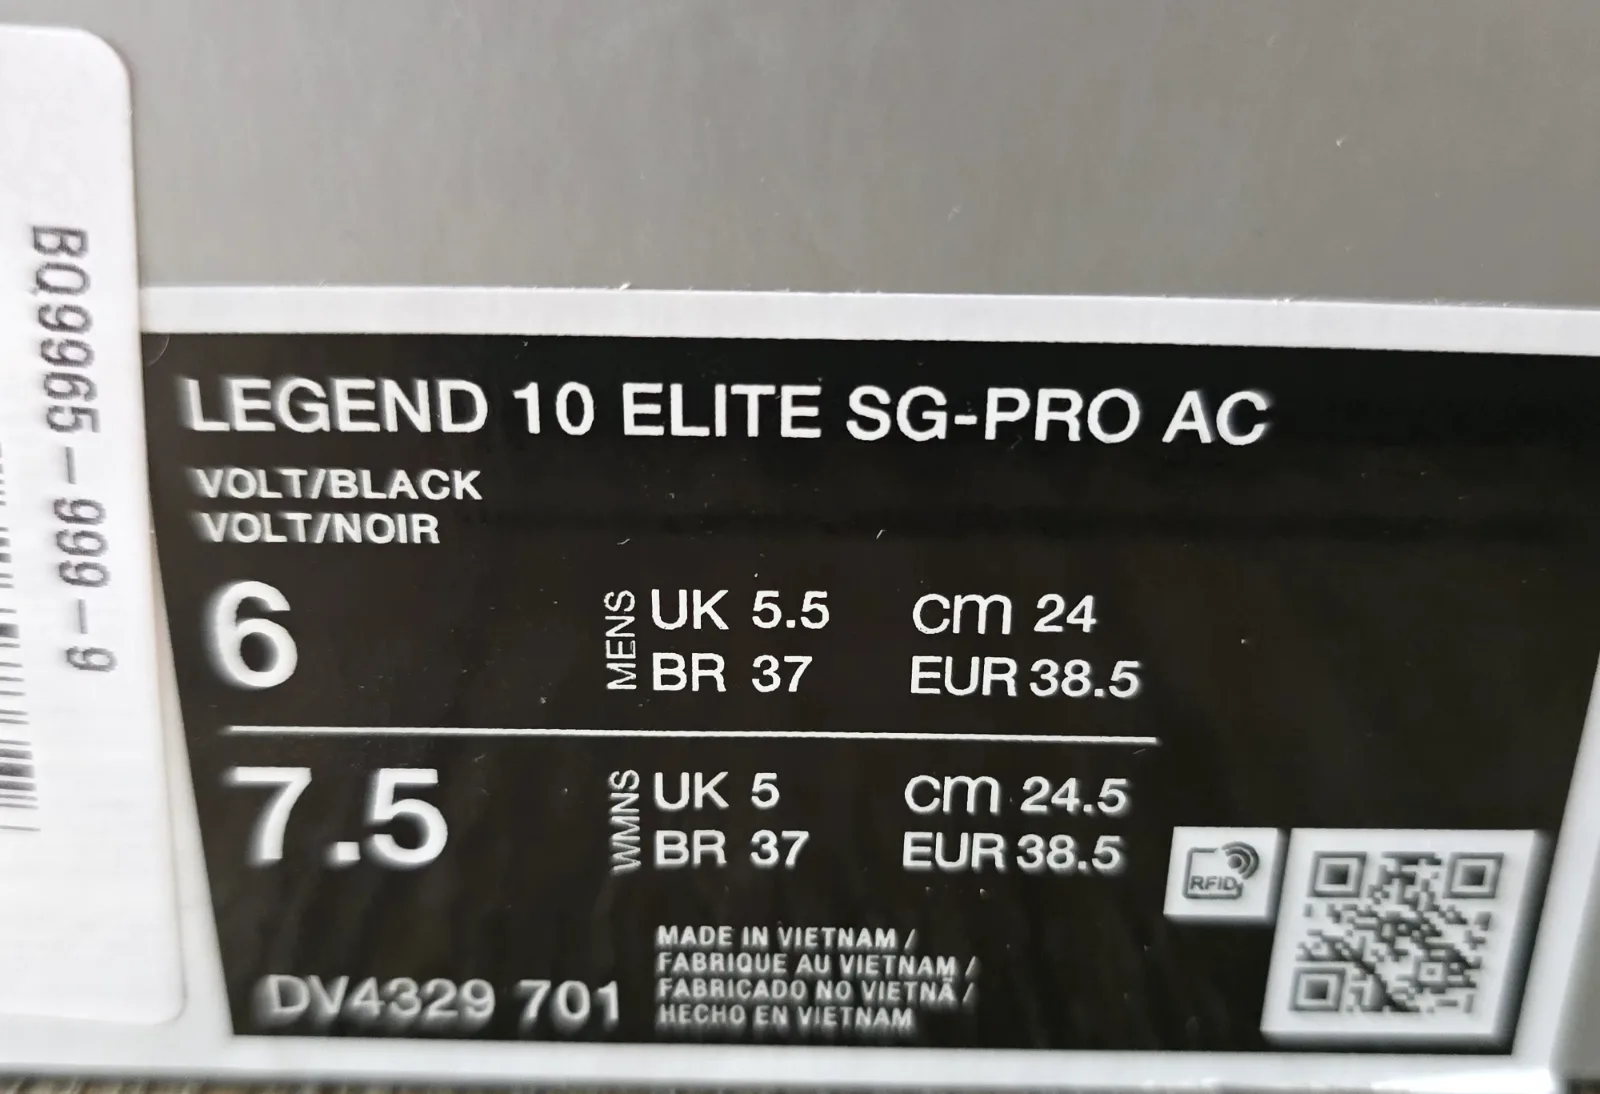 BQ9965-999-9
LEGEND 10 ELITE SG-PRO AC
VOLT/BLACK
VOLT/NOIR
6 MENS UK 5.5 CM 24
BR 37 EUR 38.5
7.5 WMNS UK 5 CM 24.5
BR 37 EUR 38.5
RFID
MADE IN VIETNAM /
FABRIQUE AU VIETNAM /
FABRICADO NO VIETNÃ /
HECHO EN VIETNAM
DV4329 701